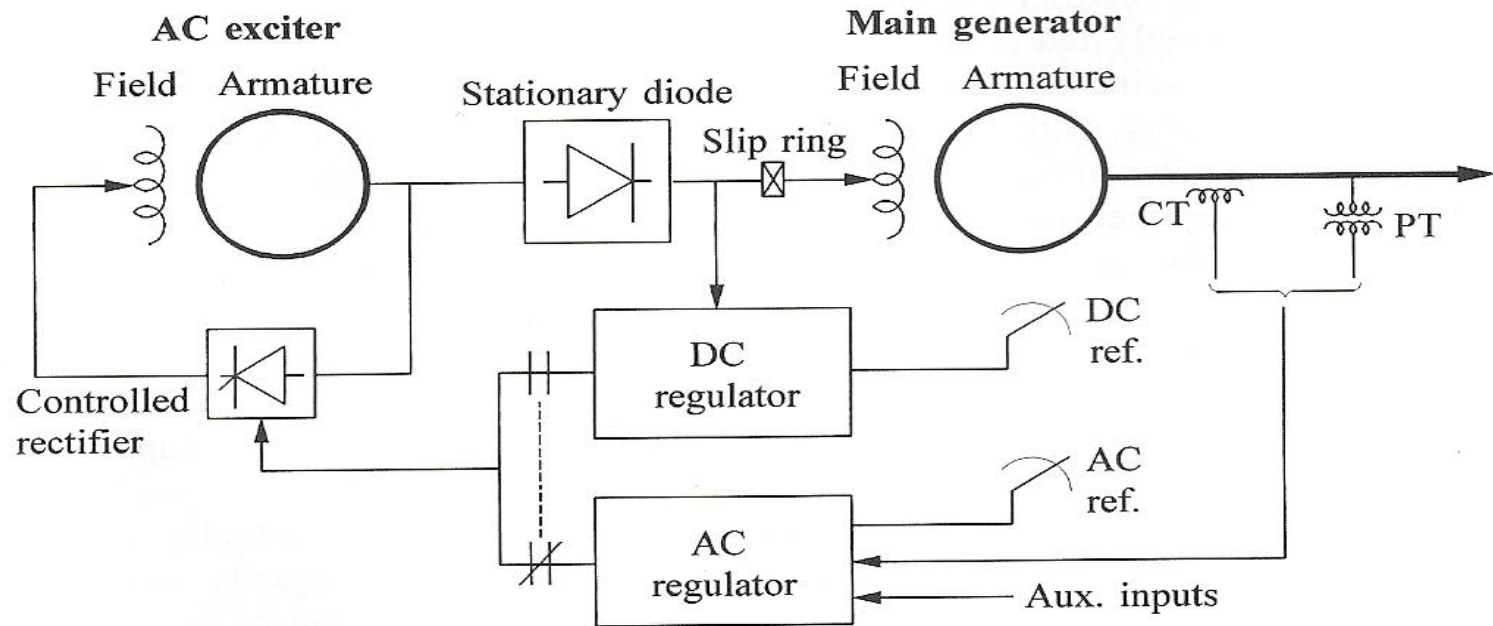 AC exciter
Main generator
Field
Armature
Stationary diode
Slip ring
Field
Armature
CT
PT
Controlled
rectifier
DC
regulator
DC
ref.
AC
regulator
AC
ref.
Aux. inputs